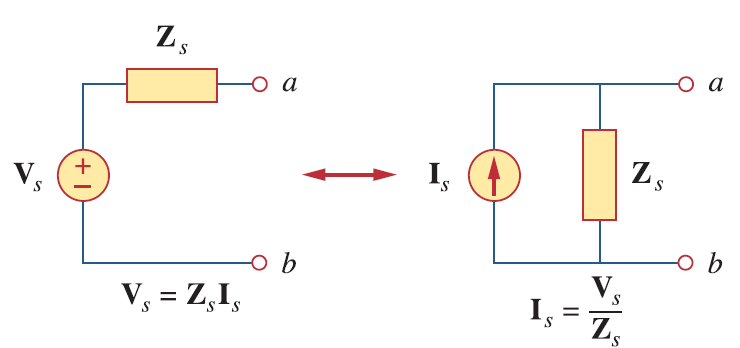 Z_s
a
V_s
+
−
b
V_s = Z_s I_s
a
I_s
Z_s
b
I_s = V_s / Z_s